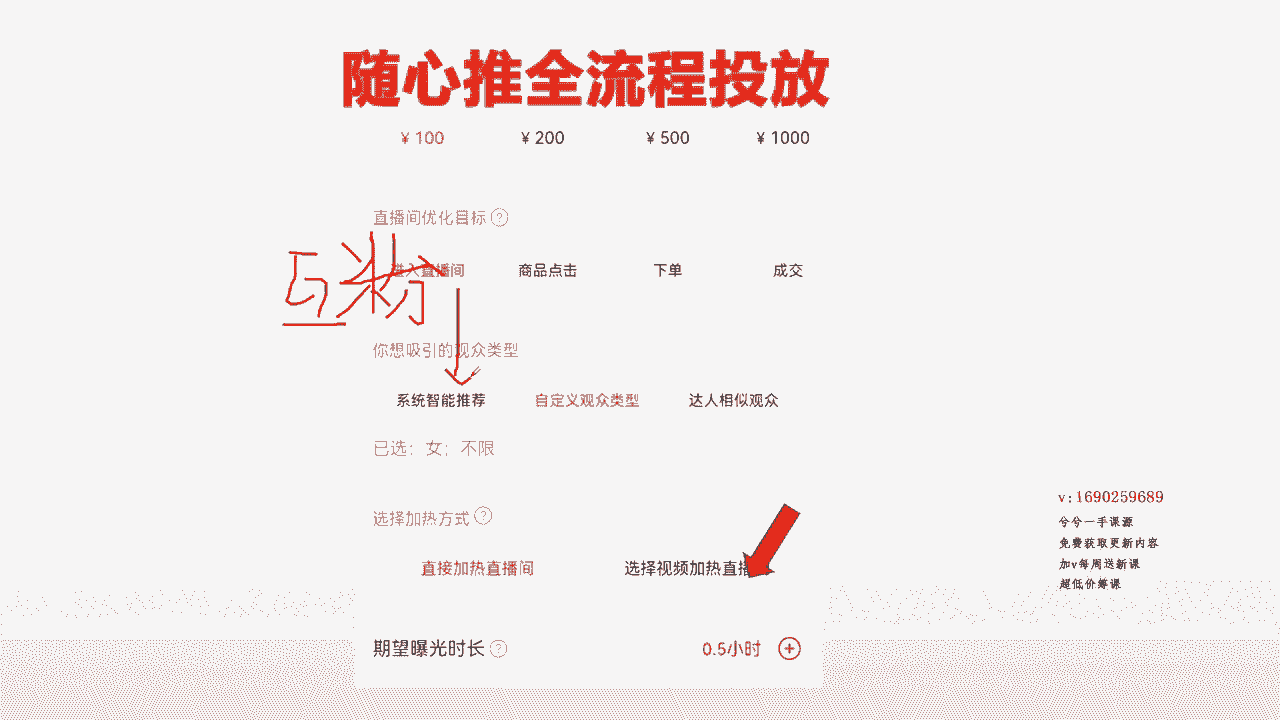 随心推全流程投放
¥ 100 ¥ 200 ¥ 500 ¥ 1000
直播间优化目标 ?
进入直播间 商品点击 下单 成交
互粉
你想吸引的观众类型
系统智能推荐 自定义观众类型 达人相似观众
已选：女；不限
选择加热方式 ?
直接加热直播间 选择视频加热直播
期望曝光时长 ? 0.5小时 +
v:1690259689
兮兮一手课源
免费获取更新内容
加v每周送新课
超低价筹课